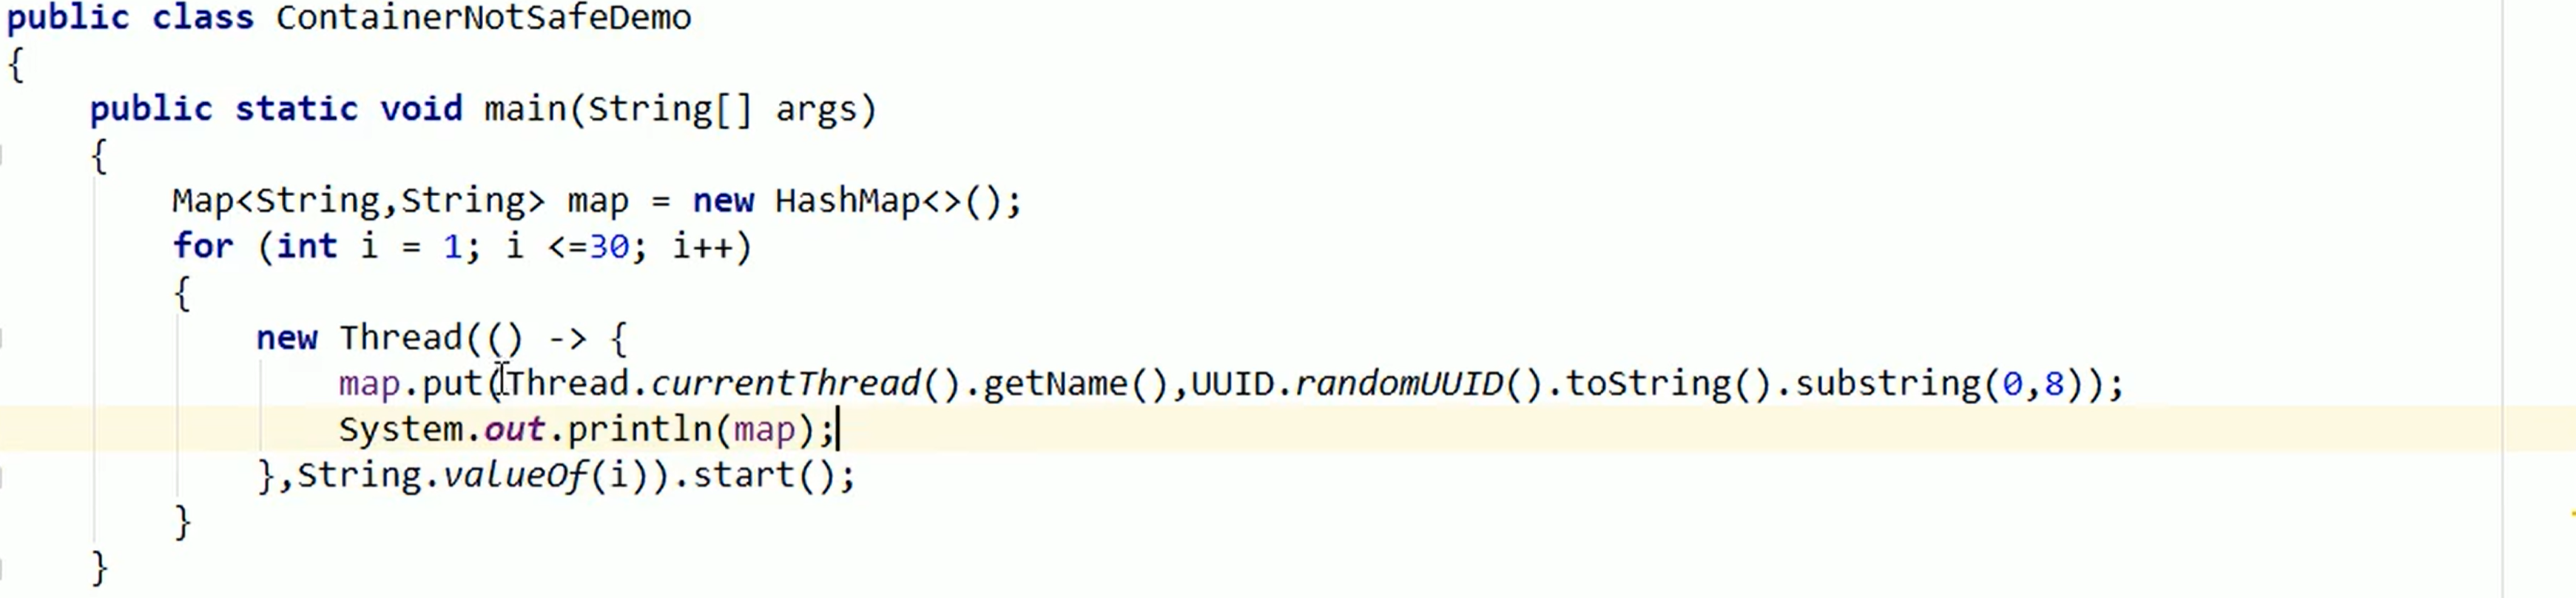 public class ContainerNotSafeDemo
{
    public static void main(String[] args)
    {
        Map<String,String> map = new HashMap<>();
        for (int i = 1; i <=30; i++)
        {
            new Thread(() -> {
                map.put(Thread.currentThread().getName(),UUID.randomUUID().toString().substring(0,8));
                System.out.println(map);
            },String.valueOf(i)).start();
        }
    }